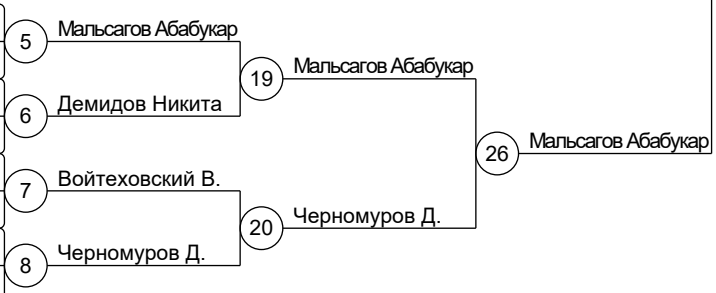 5 Мальсагов Абабукар
19 Мальсагов Абабукар
6 Демидов Никита
26 Мальсагов Абабукар
7 Войтеховский В.
20 Черномуров Д.
8 Черномуров Д.